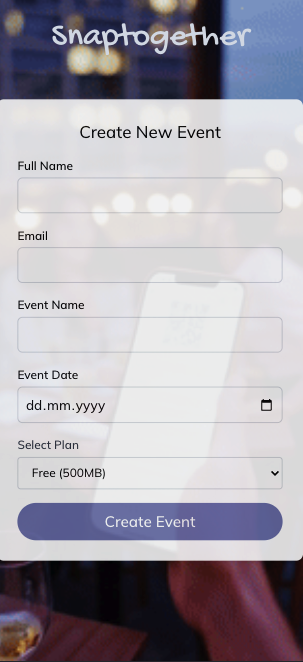 Snaptogether
Create New Event
Full Name
Email
Event Name
Event Date
dd.mm.yyyy
Select Plan
Free (500MB)
Create Event